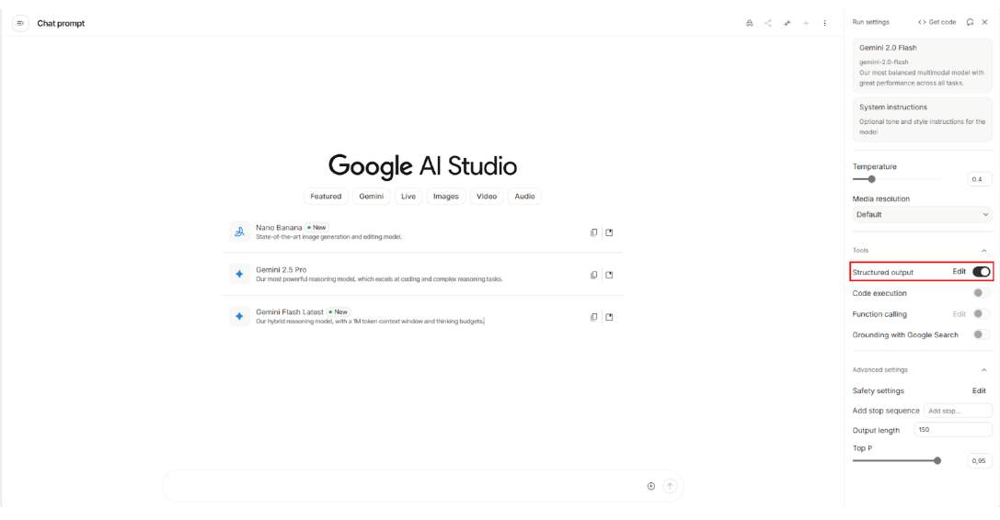 Chat prompt
Run settings
<> Get code
Gemini 2.0 Flash
gemini-2.0-flash
Our most balanced multimodal model with
great performance across all tasks.
System instructions
Optional tone and style instructions for the
model
Temperature
0.4
Media resolution
Default
Tools
Structured output Edit
Code execution
Function calling Edit
Grounding with Google Search
Advanced settings
Safety settings Edit
Add stop sequence Add stop...
Output length 150
Top P
0,95
Google AI Studio
Featured Gemini Live Images Video Audio
Nano Banana • New
State-of-the-art image generation and editing model.
Gemini 2.5 Pro
Our most powerful reasoning model, which excels at coding and complex reasoning tasks.
Gemini Flash Latest • New
Our hybrid reasoning model, with a 1M token context window and thinking budgets.